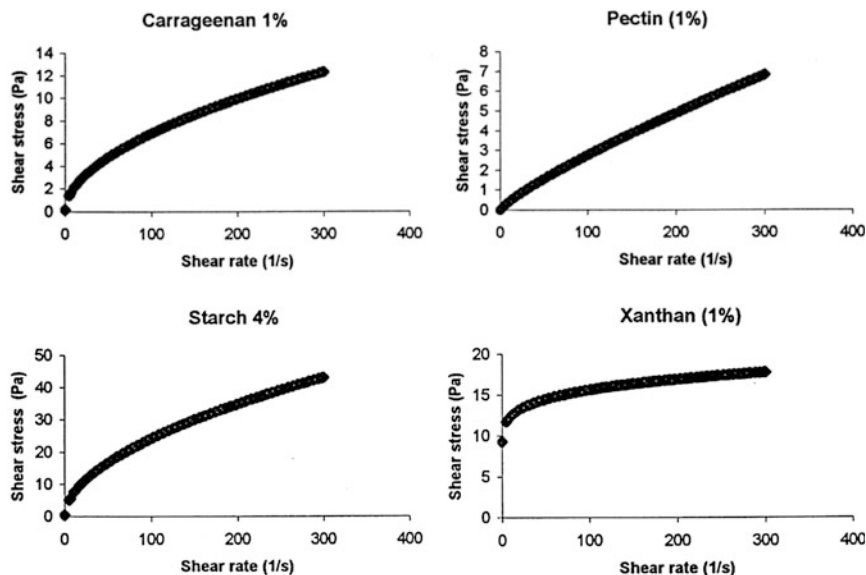 Carrageenan 1%
Shear stress (Pa)
14
12
10
8
6
4
2
0
0 100 200 300 400
Shear rate (1/s)
Pectin (1%)
Shear stress (Pa)
8
7
6
5
4
3
2
1
0
0 100 200 300 400
Shear rate (1/s)
Starch 4%
Shear stress (Pa)
50
40
30
20
10
0
0 100 200 300 400
Shear rate (1/s)
Xanthan (1%)
Shear stress (Pa)
20
15
10
5
0
0 100 200 300 400
Shear rate (1/s)